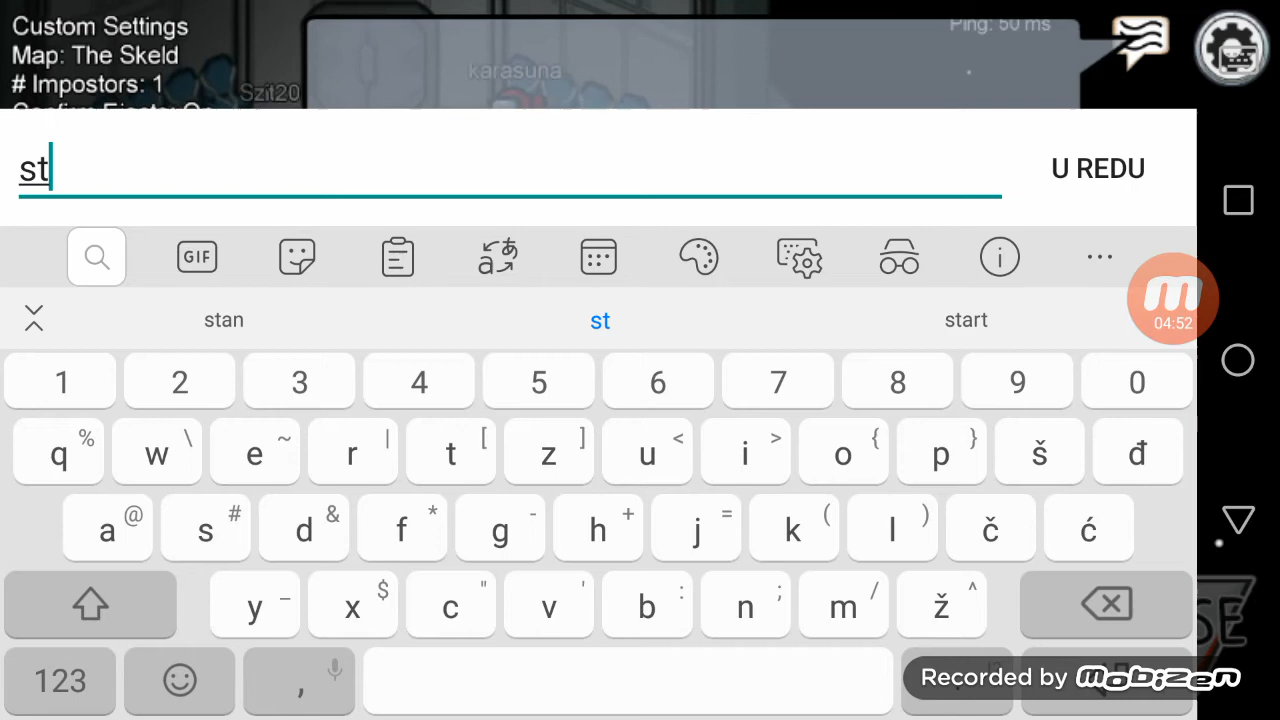 Custom Settings
Map: The Skeld
# Impostors: 1
Ping: 50 ms
karasuna
Szit20
st
U REDU
GIF
04:52
stan st start
1 2 3 4 5 6 7 8 9 0
q % w \ e ~ r | t [ z ] u < i > o { p } š đ
a @ s # d & f * g - h + j = k ( l ) č ć
y _ x $ c " v ' b : n ; m / ž ^
123 ,
Recorded by mobizen